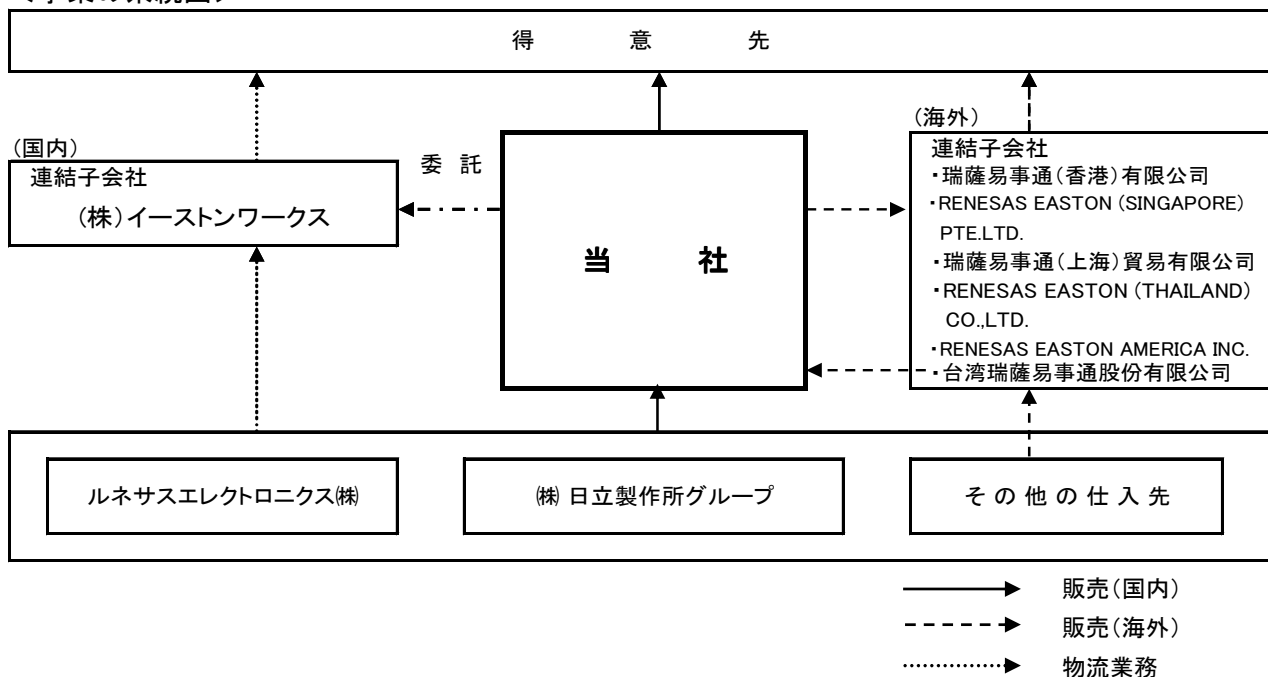 得意先
(国内)
連結子会社
(株)イーストンワークス
委託
当社
(海外)
連結子会社
・瑞薩易事通(香港)有限公司
・RENESAS EASTON (SINGAPORE)
PTE.LTD.
・瑞薩易事通(上海)貿易有限公司
・RENESAS EASTON (THAILAND)
CO.,LTD.
・RENESAS EASTON AMERICA INC.
・台湾瑞薩易事通股份有限公司
ルネサスエレクトロニクス㈱
㈱日立製作所グループ
その他の仕入先
販売(国内)
販売(海外)
物流業務